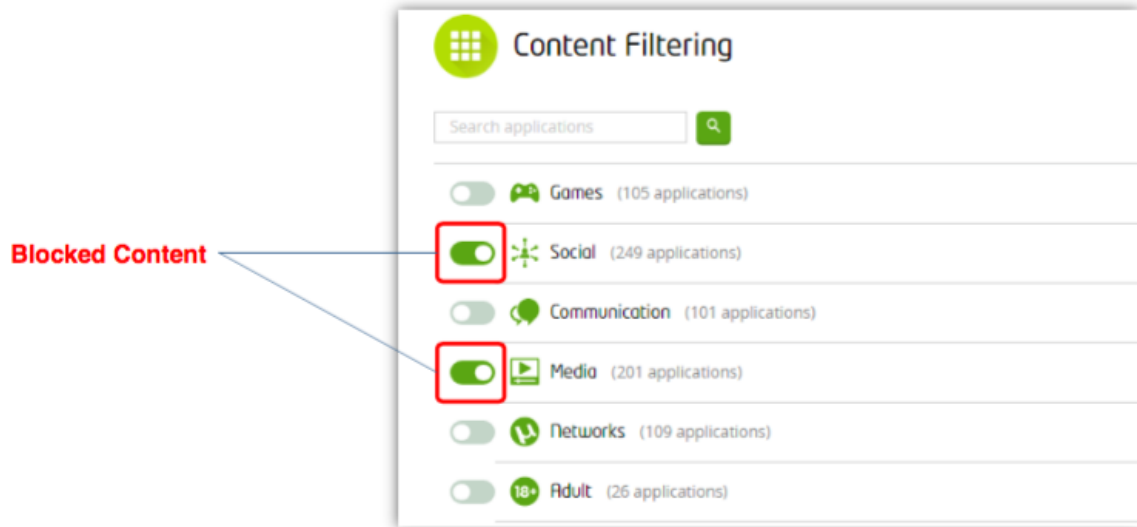 Content Filtering
Search applications
Games (105 applications)
Blocked Content
Social (249 applications)
Communication (101 applications)
Media (201 applications)
µ Networks (109 applications)
18+ Adult (26 applications)